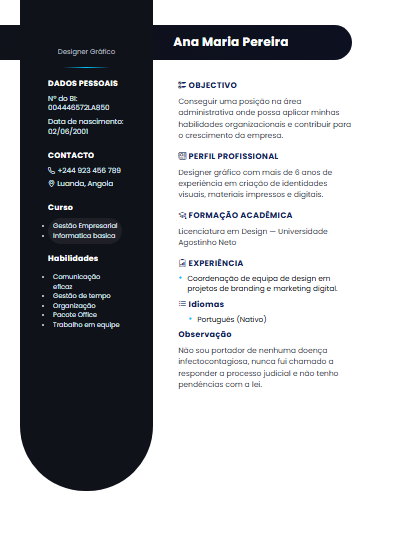 Ana Maria Pereira
Designer Gráfico
DADOS PESSOAIS
Nº do BI:
004446572LA850
Data de nascimento:
02/06/2001
CONTACTO
+244 923 456 789
Luanda, Angola
Curso
• Gestão Empresarial
• Informatica basica
Habilidades
• Comunicação
eficaz
• Gestão de tempo
• Organização
• Pacote Office
• Trabalho em equipe
OBJECTIVO
Conseguir uma posição na área
administrativa onde possa aplicar minhas
habilidades organizacionais e contribuir para
o crescimento da empresa.
PERFIL PROFISSIONAL
Designer gráfico com mais de 6 anos de
experiência em criação de identidades
visuais, materiais impressos e digitais.
FORMAÇÃO ACADÊMICA
Licenciatura em Design — Universidade
Agostinho Neto
EXPERIÊNCIA
• Coordenação de equipa de design em
projetos de branding e marketing digital.
Idiomas
• Português (Nativo)
Observação
Não sou portador de nenhuma doença
infectocontagiosa, nunca fui chamado a
responder a processo judicial e não tenho
pendências com a lei.